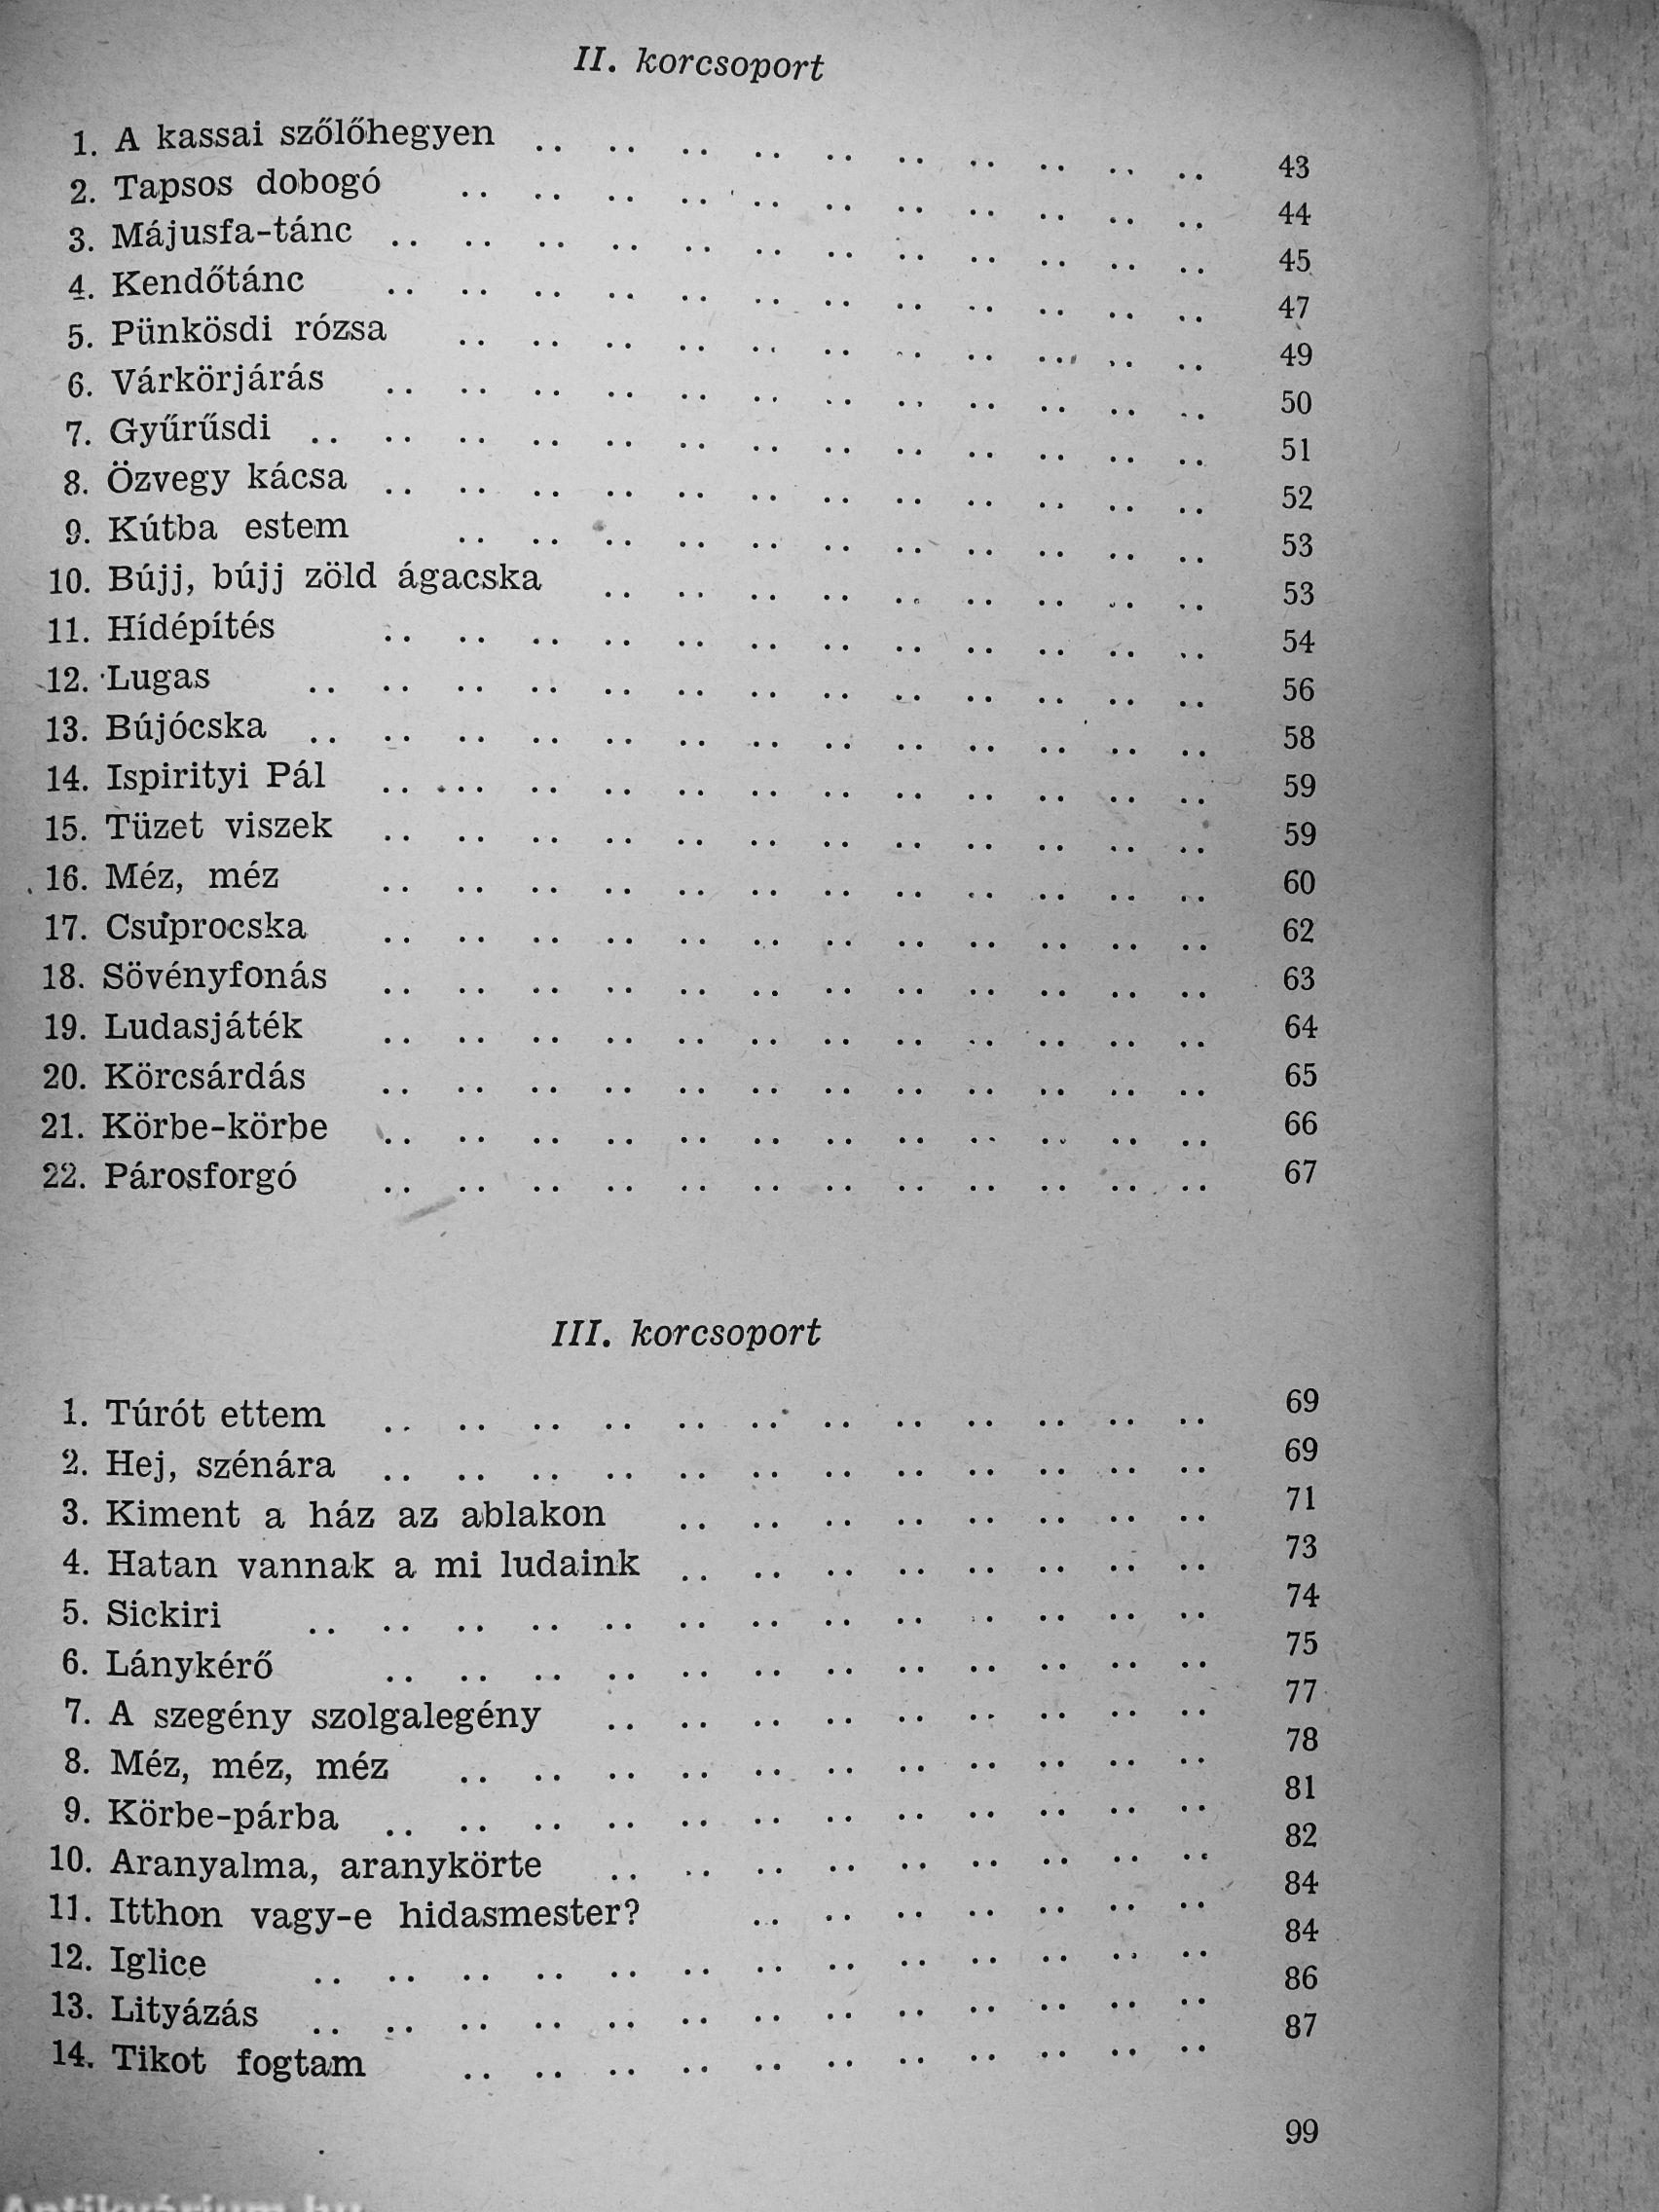 II. korcsoport
1. A kassai szőlőhegyen .. .. .. .. .. .. .. .. .. .. 43
2. Tapsos dobogó .. .. .. .. .. .. .. .. .. .. .. 44
3. Májusfa-tánc .. .. .. .. .. .. .. .. .. .. .. .. 45
4. Kendőtánc .. .. .. .. .. .. .. .. .. .. .. .. 47
5. Pünkösdi rózsa .. .. .. .. .. .. .. .. .. .. .. 49
6. Várkörjárás .. .. .. .. .. .. .. .. .. .. .. .. 50
7. Gyűrűsdi .. .. .. .. .. .. .. .. .. .. .. .. .. 51
8. Özvegy kácsa .. .. .. .. .. .. .. .. .. .. .. .. 52
9. Kútba estem .. .. .. .. .. .. .. .. .. .. .. 53
10. Bújj, bújj zöld ágacska .. .. .. .. .. .. .. .. .. 53
11. Hídépítés .. .. .. .. .. .. .. .. .. .. .. .. 54
12. Lugas .. .. .. .. .. .. .. .. .. .. .. .. .. 56
13. Bújócska .. .. .. .. .. .. .. .. .. .. .. .. .. 58
14. Ispirityi Pál .. .. .. .. .. .. .. .. .. .. .. .. 59
15. Tüzet viszek .. .. .. .. .. .. .. .. .. .. .. .. 59
16. Méz, méz .. .. .. .. .. .. .. .. .. .. .. .. 60
17. Csuprocska .. .. .. .. .. .. .. .. .. .. .. .. 62
18. Sövényfonás .. .. .. .. .. .. .. .. .. .. .. .. 63
19. Ludasjáték .. .. .. .. .. .. .. .. .. .. .. .. 64
20. Körcsárdás .. .. .. .. .. .. .. .. .. .. .. .. 65
21. Körbe-körbe .. .. .. .. .. .. .. .. .. .. .. .. 66
22. Párosforgó .. .. .. .. .. .. .. .. .. .. .. .. 67
III. korcsoport
1. Túrót ettem .. .. .. .. .. .. .. .. .. .. .. .. 69
2. Hej, szénára .. .. .. .. .. .. .. .. .. .. .. .. 69
3. Kiment a ház az ablakon .. .. .. .. .. .. .. .. 71
4. Hatan vannak a mi ludaink .. .. .. .. .. .. .. .. 73
5. Sickiri .. .. .. .. .. .. .. .. .. .. .. .. .. 74
6. Lánykérő .. .. .. .. .. .. .. .. .. .. .. .. 75
7. A szegény szolgalegény .. .. .. .. .. .. .. .. .. 77
8. Méz, méz, méz .. .. .. .. .. .. .. .. .. .. .. 78
9. Körbe-párba .. .. .. .. .. .. .. .. .. .. .. .. 81
10. Aranyalma, aranykörte .. .. .. .. .. .. .. .. .. 82
11. Itthon vagy-e hidasmester? .. .. .. .. .. .. .. 84
12. Iglice .. .. .. .. .. .. .. .. .. .. .. .. .. 84
13. Lityázás .. .. .. .. .. .. .. .. .. .. .. .. .. 86
14. Tikot fogtam .. .. .. .. .. .. .. .. .. .. .. 87
99
Antikvárium.hu